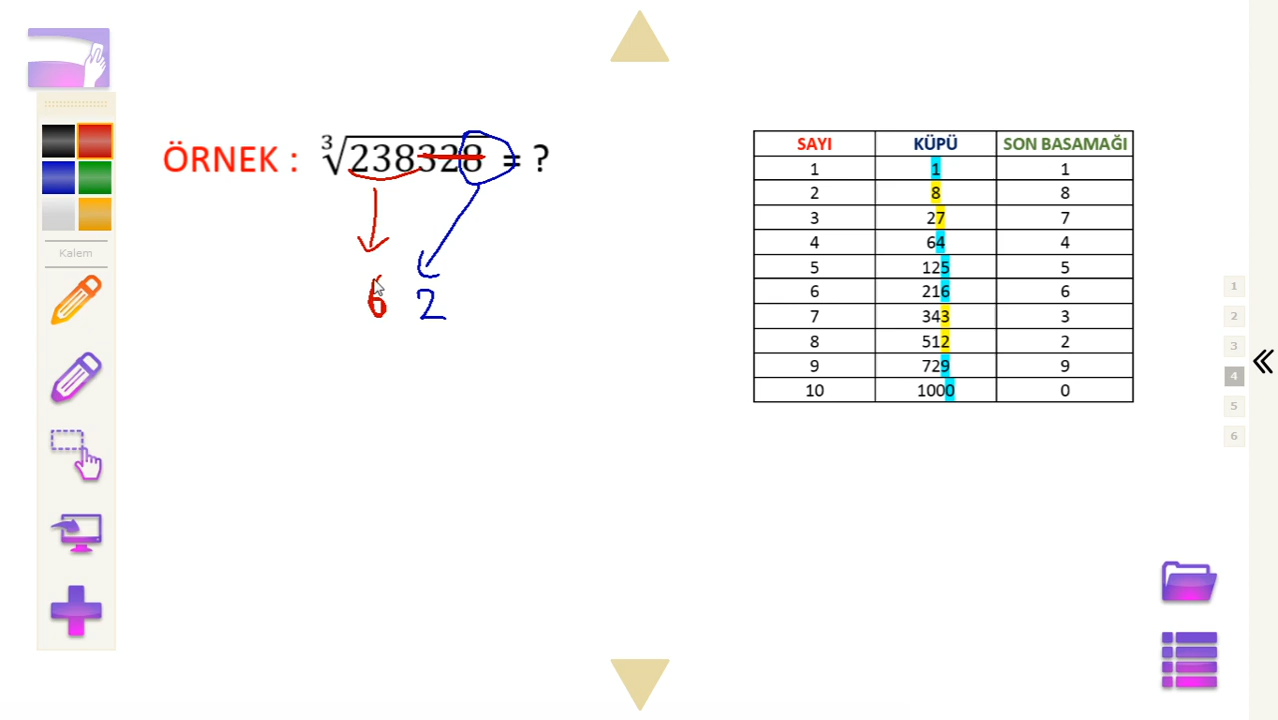 ÖRNEK : ∛238328 = ?
6 2
SAYI KÜPÜ SON BASAMAĞI
1 1 1
2 8 8
3 27 7
4 64 4
5 125 5
6 216 6
7 343 3
8 512 2
9 729 9
10 1000 0
Kalem
1
2
3
4
5
6